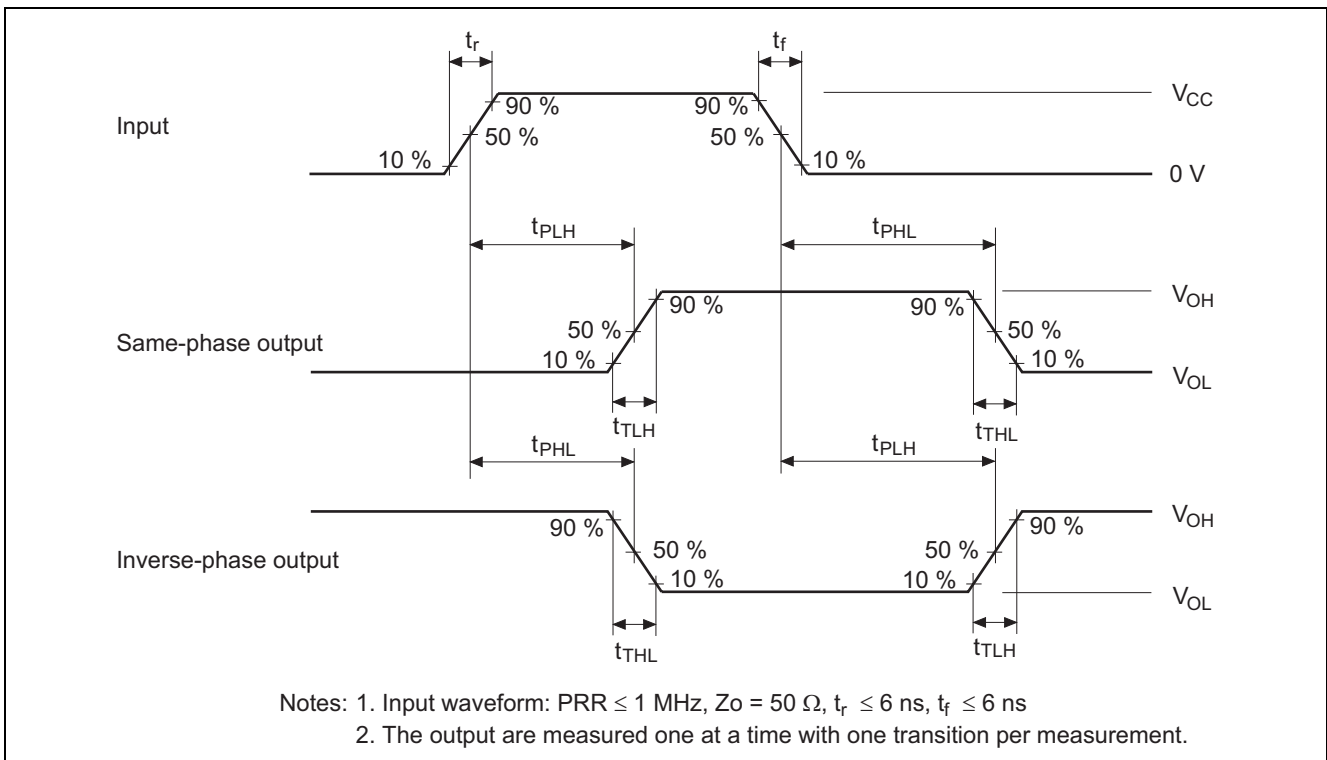 tr tf
90 % 90 % VCC
Input 50 % 50 %
10 % 10 % 0 V
tPLH tPHL
90 % 90 % VOH
50 % 50 %
Same-phase output 10 % 10 % VOL
tTLH tTHL
tPHL tPLH
90 % 90 % VOH
50 % 50 %
Inverse-phase output 10 % 10 % VOL
tTHL tTLH
Notes: 1. Input waveform: PRR ≤ 1 MHz, Zo = 50 Ω, tr ≤ 6 ns, tf ≤ 6 ns
2. The output are measured one at a time with one transition per measurement.